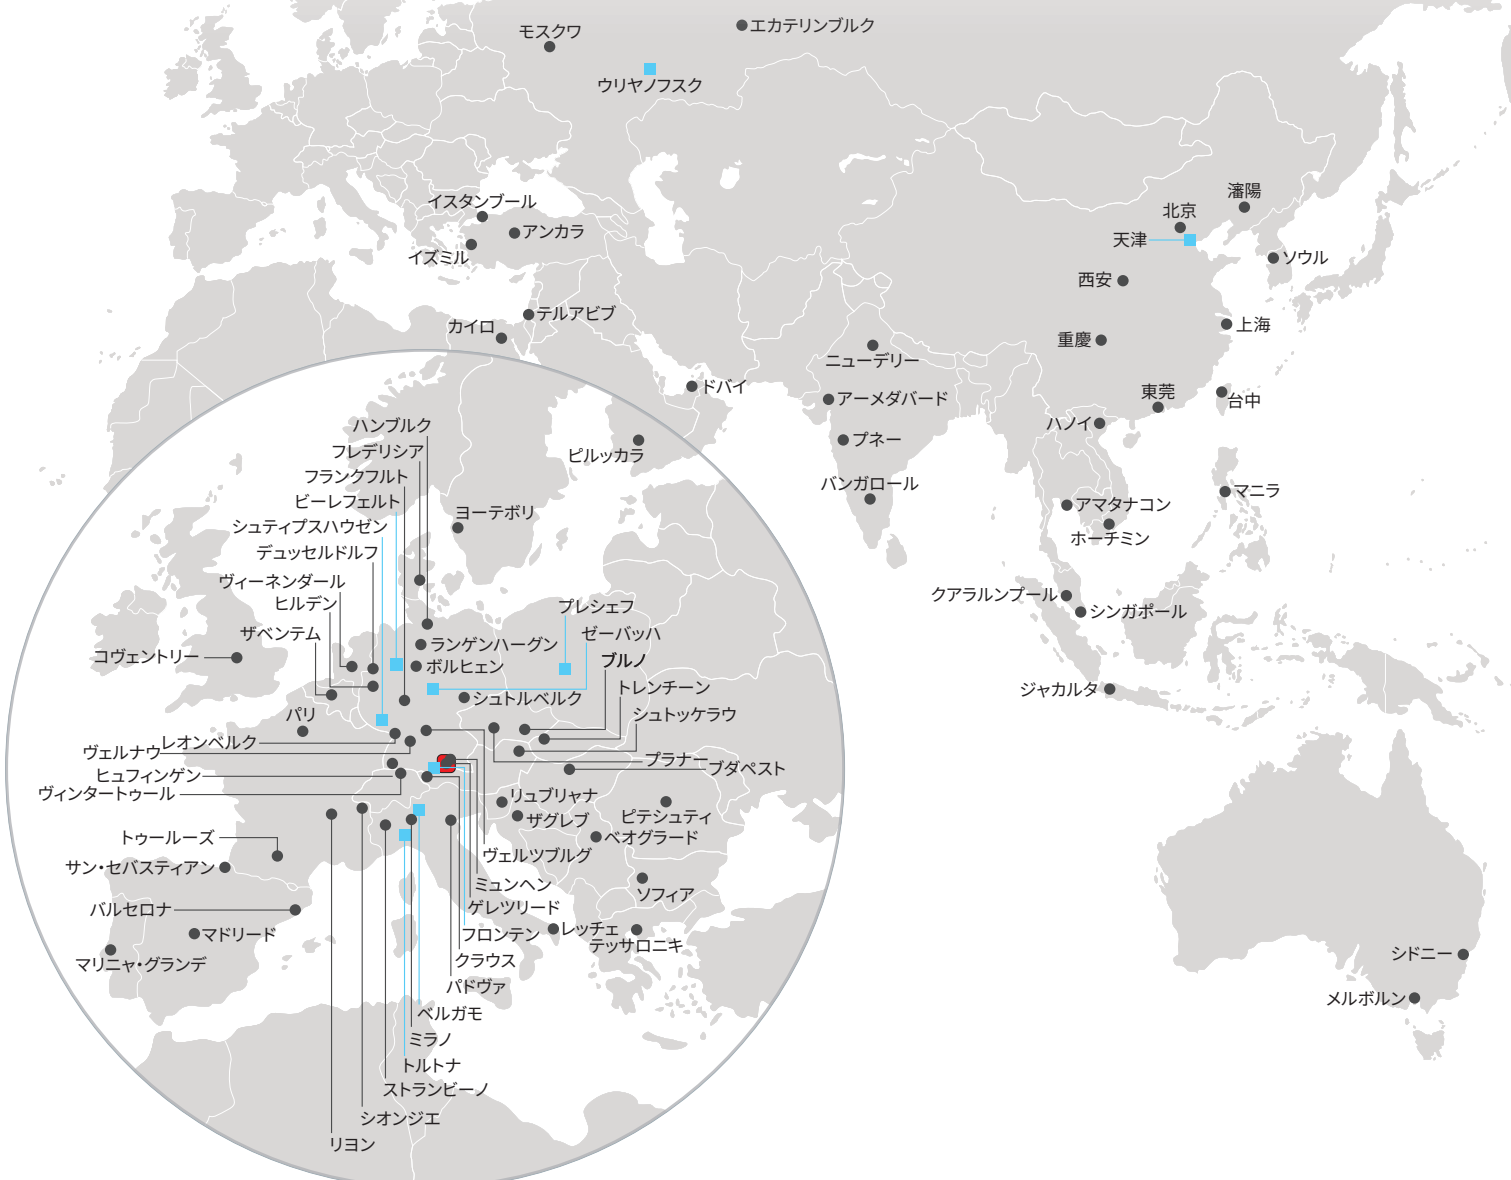 モスクワ
エカテリンブルク
ウリヤノフスク
イスタンブール
アンカラ
イズミル
瀋陽
北京
天津
ソウル
西安
テルアビブ
カイロ
上海
重慶
ニューデリー
ドバイ
アーメダバード
東莞
台中
ハノイ
プネー
バンガロール
マニラ
アマタナコン
ホーチミン
クアラルンプール
シンガポール
ジャカルタ
シドニー
メルボルン
ハンブルク
フレデリシア
ピルッカラ
フランクフルト
ビーレフェルト
ヨーテボリ
シュティプスハウゼン
デュッセルドルフ
ヴィーネンダール
ヒルデン
プレシェフ
ザベンテム
ゼーバッハ
ランゲンハーグン
コヴェントリー
ボルヒェン
ブルノ
シュトルベルク
トレンチーン
パリ
シュトッケラウ
レオンベルク
ヴェルナウ
プラナー
ブダペスト
ヒュフィンゲン
ヴィンタートゥール
リュブリャナ
ザグレブ
ピテシュティ
ベオグラード
トゥールーズ
ヴェルツブルグ
サン・セバスティアン
ミュンヘン
ソフィア
バルセロナ
ゲレツリード
マドリード
フロンテン
レッチェ
テッサロニキ
マリニャ・グランデ
クラウス
パドヴァ
ベルガモ
ミラノ
トルトナ
ストランビーノ
シオンジエ
リヨン